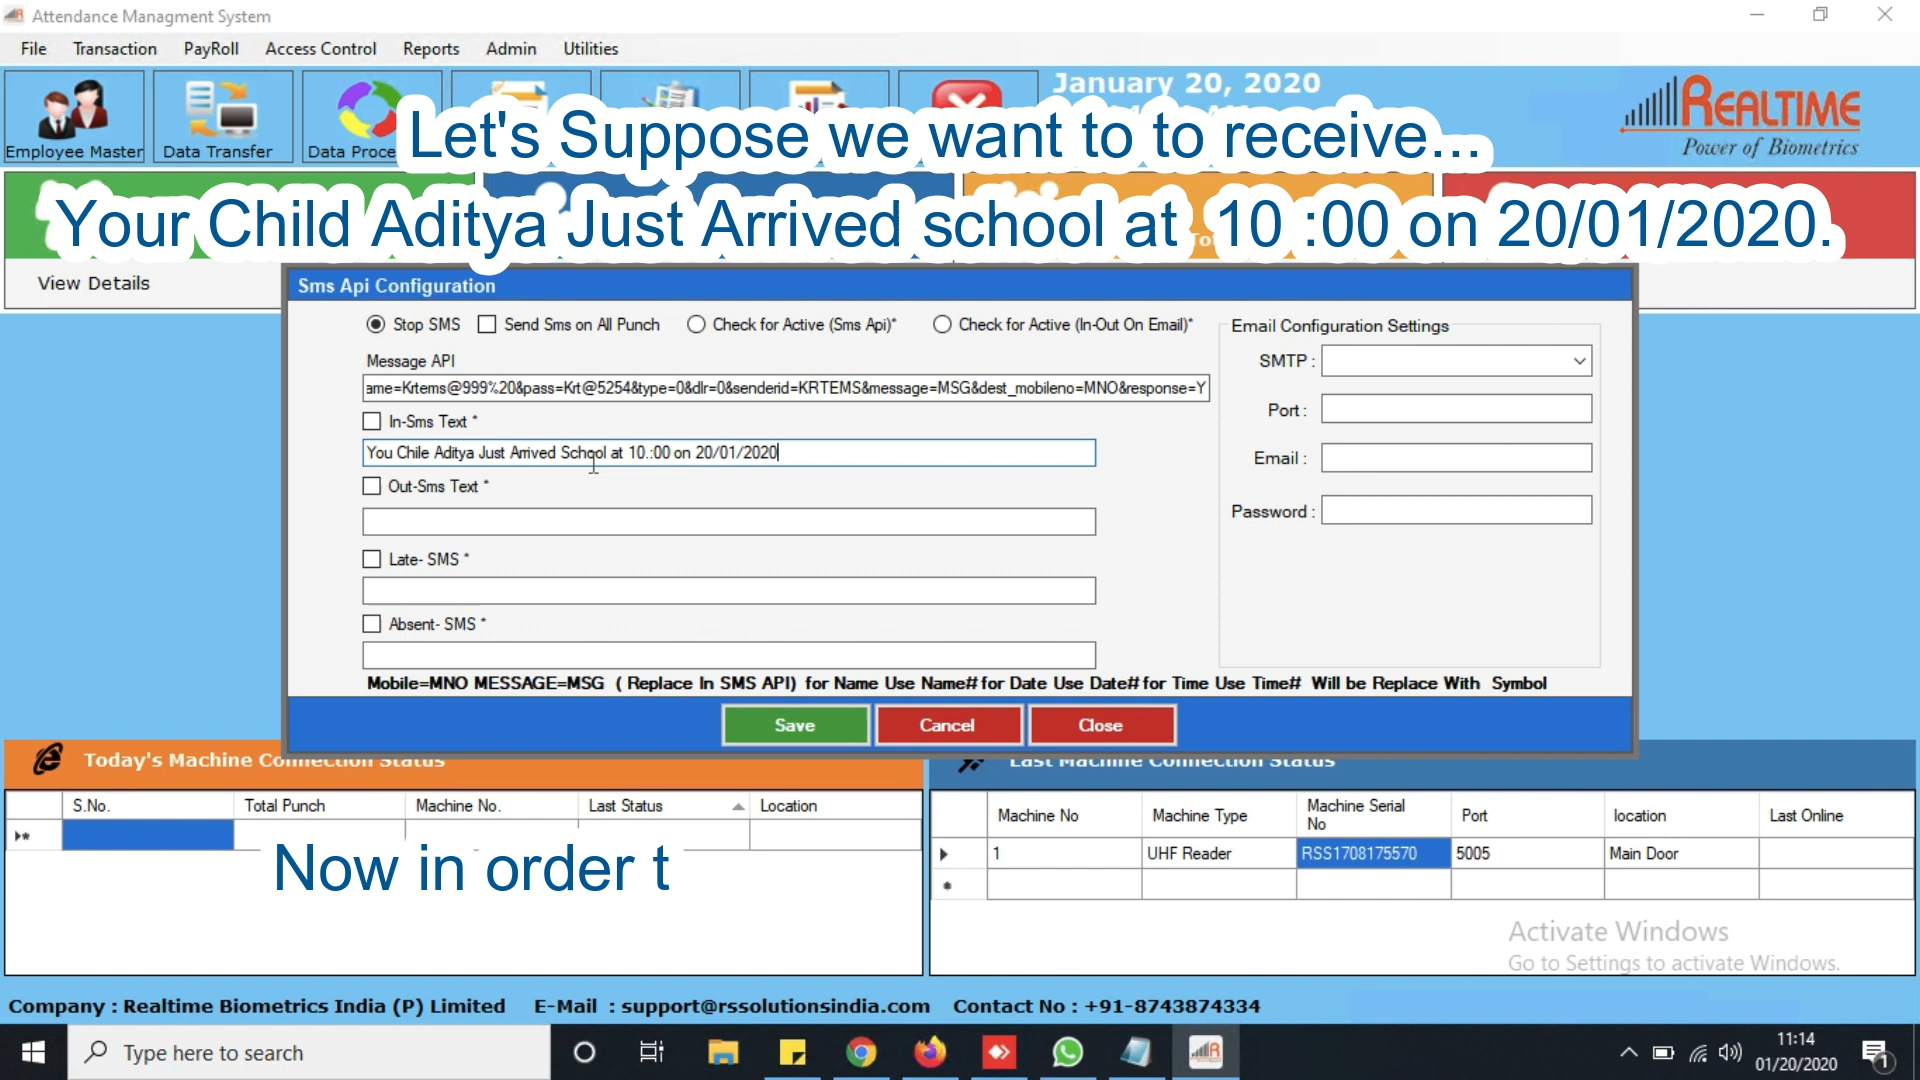 Attendance Managment System
File Transaction PayRoll Access Control Reports Admin Utilities
January 20, 2020
REALTIME
Power of Biometrics
Employee Master Data Transfer Data Proce
Let's Suppose we want to to receive...
Your Child Aditya Just Arrived school at 10 :00 on 20/01/2020.
View Details
Sms Api Configuration
Stop SMS Send Sms on All Punch Check for Active (Sms Api)* Check for Active (In-Out On Email)*
Message API
ame=Krtems@999%20&pass=Krt@5254&type=0&dlr=0&senderid=KRTEMS&message=MSG&dest_mobileno=MNO&response=Y
In-Sms Text *
You Chile Aditya Just Arrived School at 10.:00 on 20/01/2020
Out-Sms Text *
Late- SMS *
Absent- SMS *
Email Configuration Settings
SMTP :
Port :
Email :
Password :
Mobile=MNO MESSAGE=MSG ( Replace In SMS API) for Name Use Name# for Date Use Date# for Time Use Time# Will be Replace With Symbol
Save Cancel Close
Today's Machine Connection Status
S.No. Total Punch Machine No. Last Status Location
Now in order t
Last Machine Connection Status
Machine No Machine Type Machine Serial No Port location Last Online
1 UHF Reader RSS1708175570 5005 Main Door
Activate Windows
Go to Settings to activate Windows.
Company : Realtime Biometrics India (P) Limited E-Mail : support@rssolutionsindia.com Contact No : +91-8743874334
Type here to search
11:14
01/20/2020
1